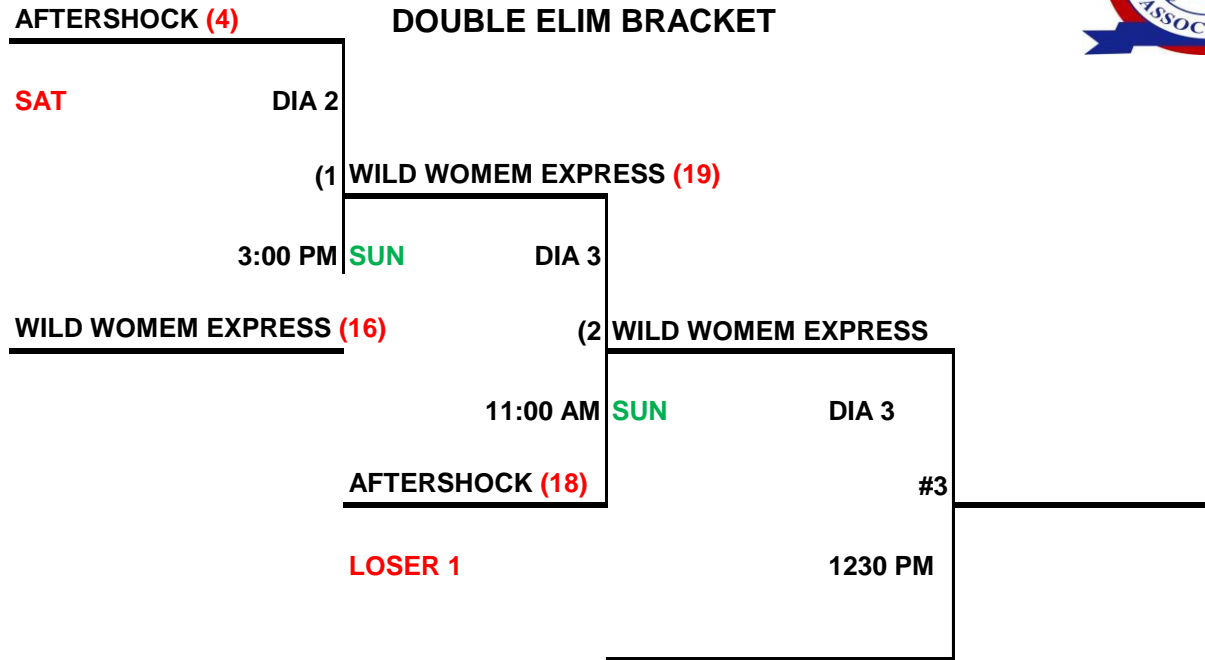 AFTERSHOCK (4)
DOUBLE ELIM BRACKET
ASSOC
SAT DIA 2
(1 WILD WOMEM EXPRESS (19)
3:00 PM SUN DIA 3
WILD WOMEM EXPRESS (16)
(2 WILD WOMEM EXPRESS
11:00 AM SUN DIA 3
AFTERSHOCK (18)
#3
LOSER 1
1230 PM